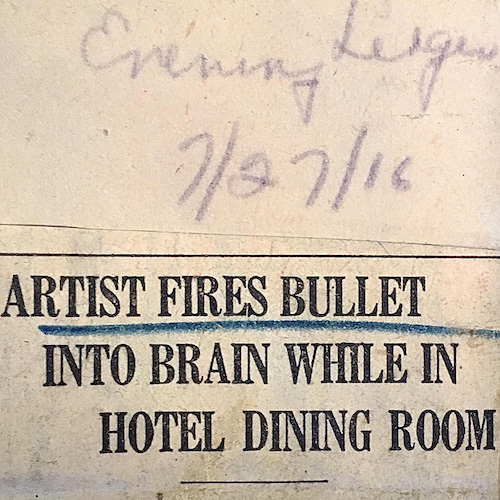 Evening Ledger
7/27/16
ARTIST FIRES BULLET
INTO BRAIN WHILE IN
HOTEL DINING ROOM